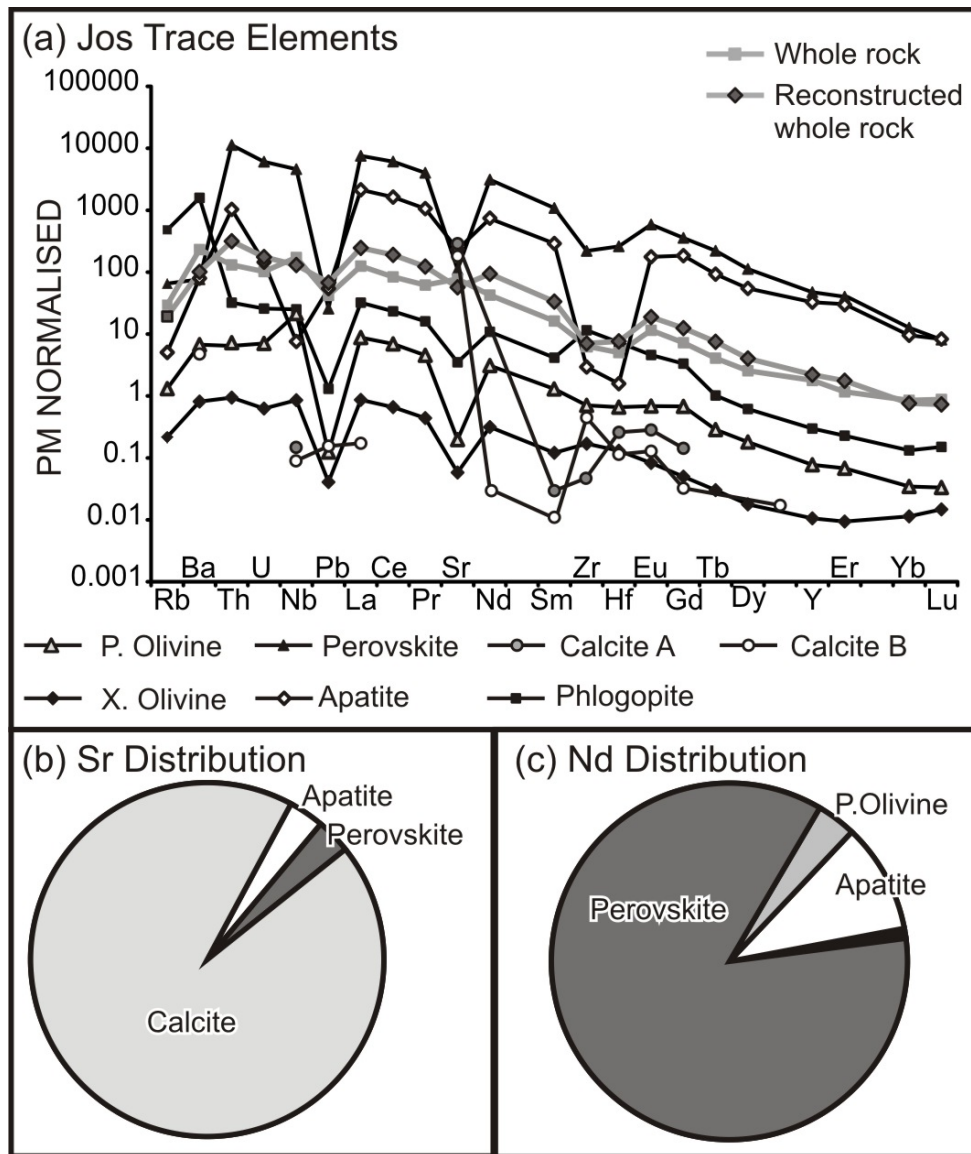 (a) Jos Trace Elements
Whole rock
Reconstructed
whole rock
PM NORMALISED
100000
10000
1000
100
10
1
0.1
0.01
0.001
Ba U Pb Ce Sr Zr Eu Tb Er Yb
Rb Th Nb La Pr Nd Sm Hf Gd Dy Y Lu
P. Olivine Perovskite Calcite A Calcite B
X. Olivine Apatite Phlogopite
(b) Sr Distribution
Apatite
Perovskite
Calcite
(c) Nd Distribution
P.Olivine
Apatite
Perovskite